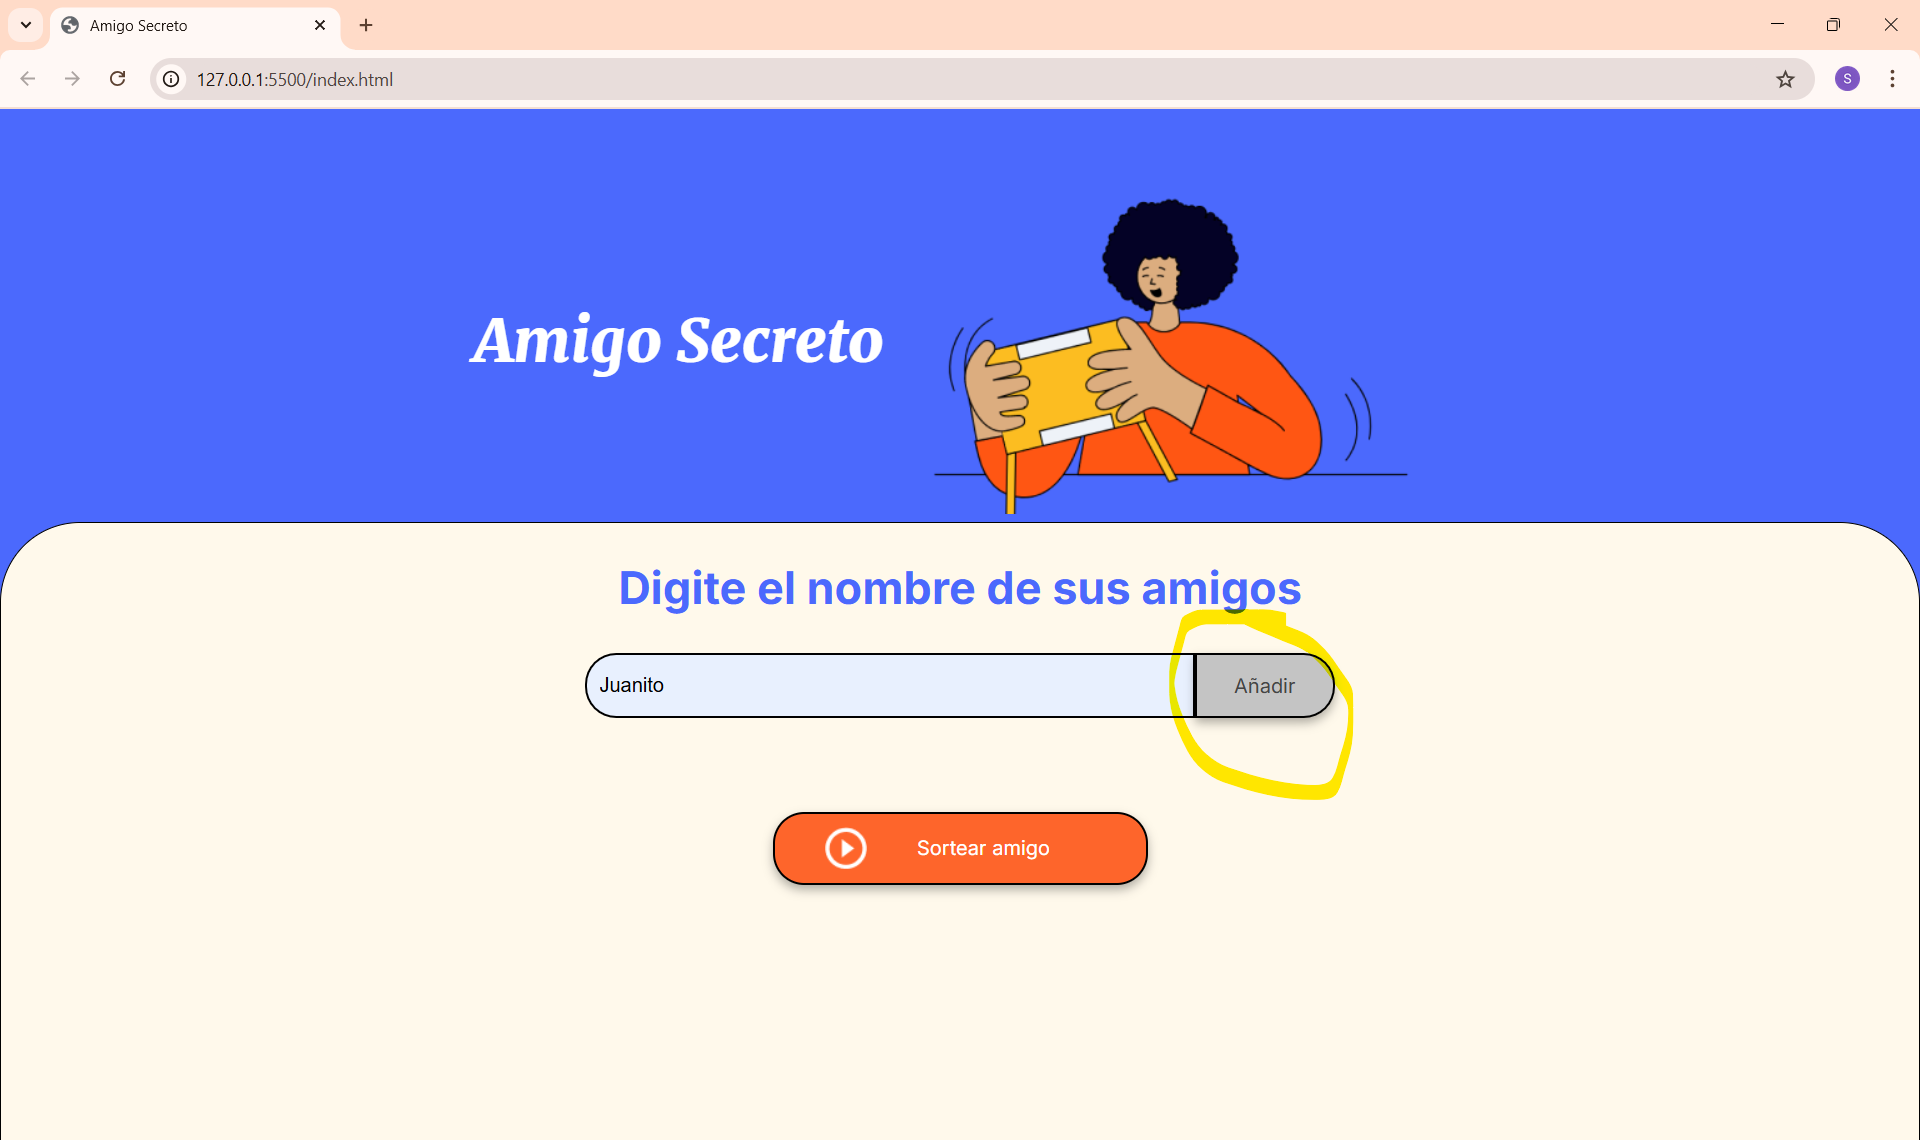 Amigo Secreto
127.0.0.1:5500/index.html
S
Amigo Secreto
Digite el nombre de sus amigos
Juanito
Añadir
Sortear amigo